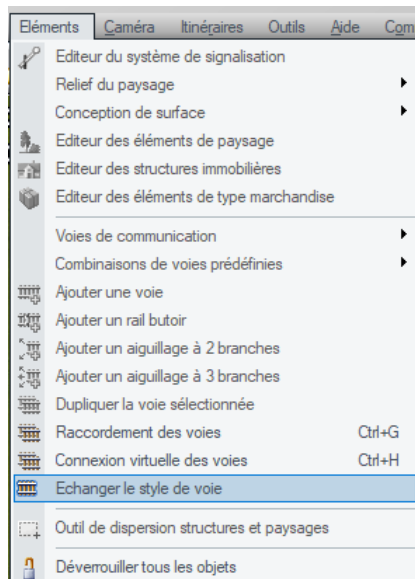 Eléments Caméra Itinéraires Outils Aide Com
Editeur du système de signalisation
Relief du paysage
Conception de surface
Editeur des éléments de paysage
Editeur des structures immobilières
Editeur des éléments de type marchandise
Voies de communication
Combinaisons de voies prédéfinies
Ajouter une voie
Ajouter un rail butoir
Ajouter un aiguillage à 2 branches
Ajouter un aiguillage à 3 branches
Dupliquer la voie sélectionnée
Raccordement des voies Ctrl+G
Connexion virtuelle des voies Ctrl+H
Echanger le style de voie
Outil de dispersion structures et paysages
Déverrouiller tous les objets